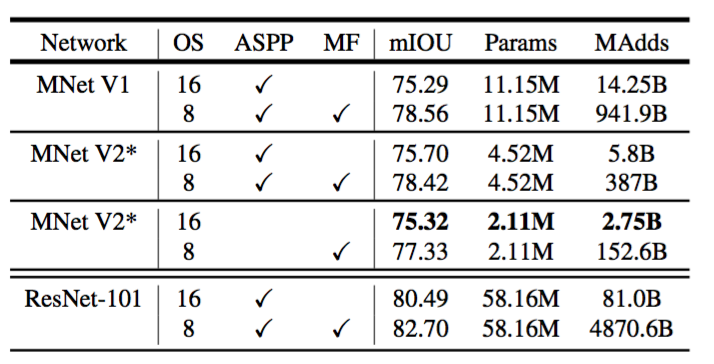 Network OS ASPP MF mIOU Params MAdds
MNet V1 16 ✓ 75.29 11.15M 14.25B
8 ✓ ✓ 78.56 11.15M 941.9B
MNet V2* 16 ✓ 75.70 4.52M 5.8B
8 ✓ ✓ 78.42 4.52M 387B
MNet V2* 16 75.32 2.11M 2.75B
8 ✓ 77.33 2.11M 152.6B
ResNet-101 16 ✓ 80.49 58.16M 81.0B
8 ✓ ✓ 82.70 58.16M 4870.6B